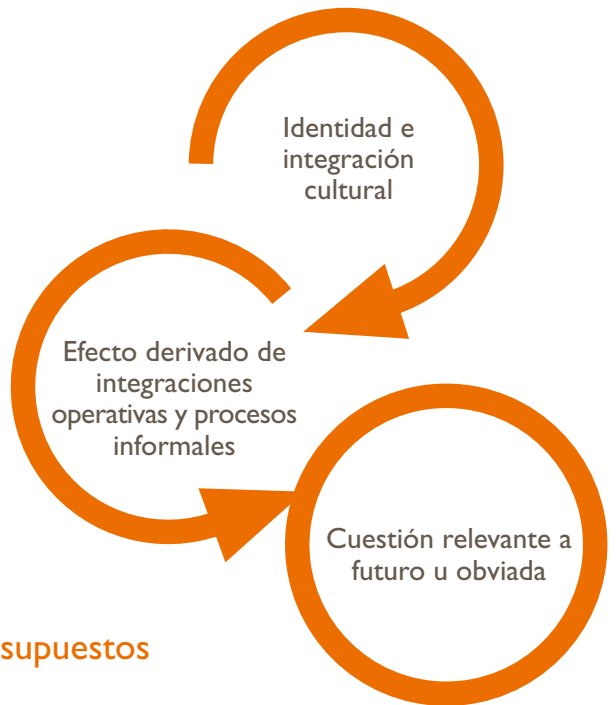 Identidad e
integración
cultural
Efecto derivado de
integraciones
operativas y procesos
informales
Cuestión relevante a
futuro u obviada
supuestos